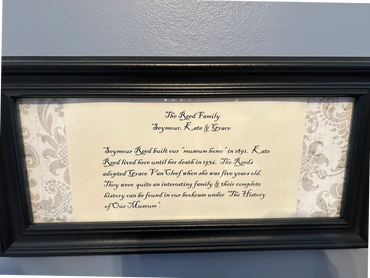 The Reed Family
Seymour, Kate & Grace
Seymour Reed built our "museum home" in 1891. Kate
Reed lived here until her death in 1936. The Reeds
adopted Grace Van Cleef when she was five years old.
They were quite an interesting family & their complete
history can be found in our bookcase under "The History
of Our Museum".